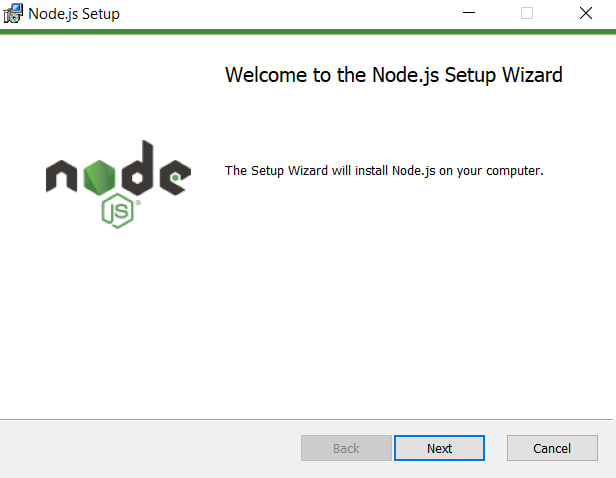 Node.js Setup
Welcome to the Node.js Setup Wizard
node
JS®
The Setup Wizard will install Node.js on your computer.
Back
Next
Cancel